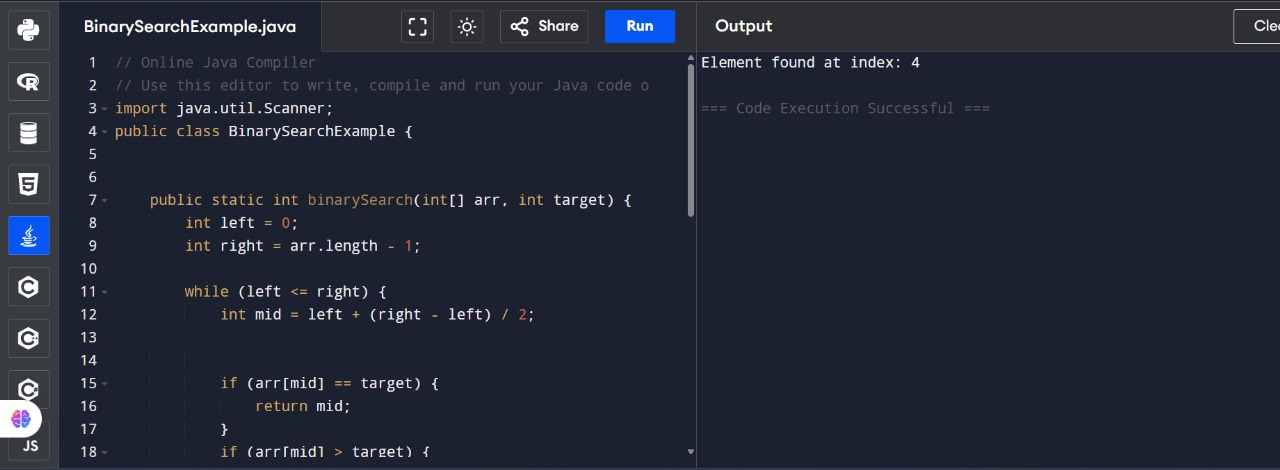 BinarySearchExample.java
Share
Run
Output
Clea
1 // Online Java Compiler
2 // Use this editor to write, compile and run your Java code o
3 import java.util.Scanner;
4 public class BinarySearchExample {
5
6
7 public static int binarySearch(int[] arr, int target) {
8 int left = 0;
9 int right = arr.length - 1;
10
11 while (left <= right) {
12 int mid = left + (right - left) / 2;
13
14
15 if (arr[mid] == target) {
16 return mid;
17 }
18 if (arr[mid] > target) {
Element found at index: 4
=== Code Execution Successful ===
JS